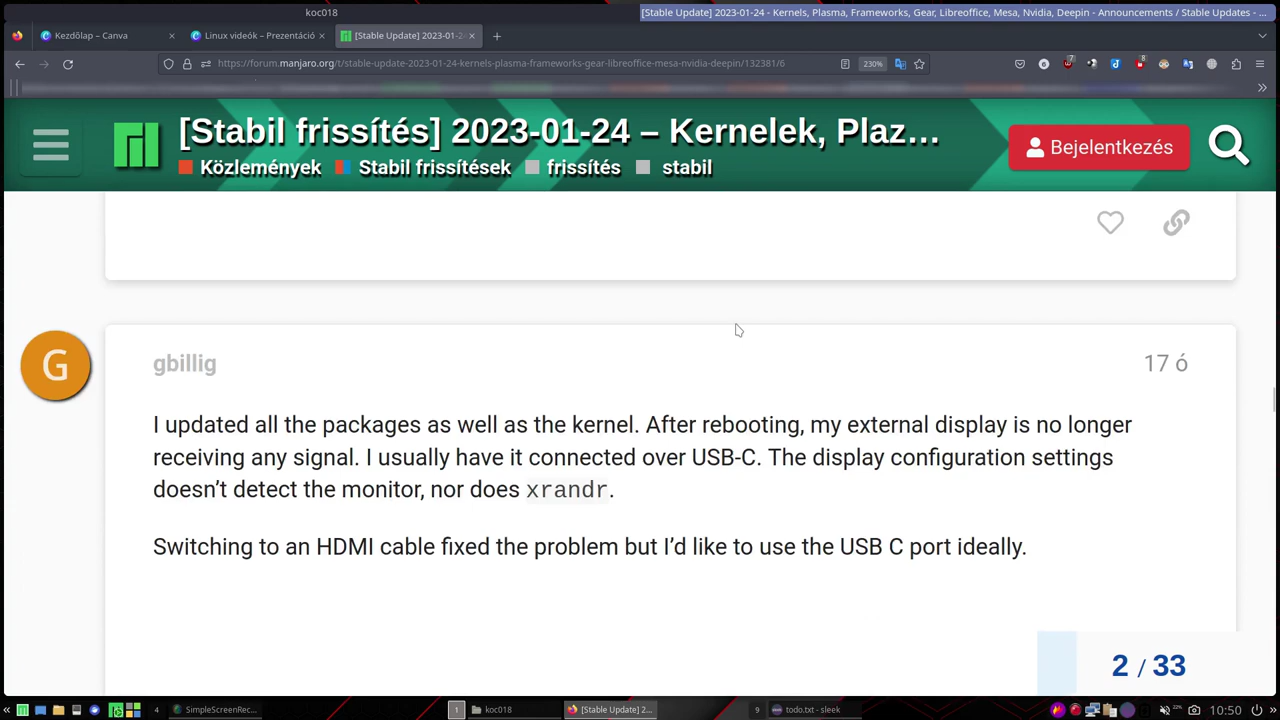 koc018
[Stable Update] 2023-01-24 - Kernels, Plasma, Frameworks, Gear, Libreoffice, Mesa, Nvidia, Deepin - Announcements / Stable Updates - ...
Kezdőlap – Canva
Linux videók – Prezentáció
[Stable Update] 2023-01-2
https://forum.manjaro.org/t/stable-update-2023-01-24-kernels-plasma-frameworks-gear-libreoffice-mesa-nvidia-deepin/132381/6
230%
7
8
[Stabil frissítés] 2023-01-24 – Kernelek, Plaz…
Közlemények
Stabil frissítések
frissítés
stabil
Bejelentkezés
G
gbillig
17 ó
I updated all the packages as well as the kernel. After rebooting, my external display is no longer
receiving any signal. I usually have it connected over USB-C. The display configuration settings
doesn’t detect the monitor, nor does xrandr.
Switching to an HDMI cable fixed the problem but I’d like to use the USB C port ideally.
2 / 33
4
SimpleScreenRec...
1
koc018
[Stable Update] 2...
9
todo.txt - sleek
22%
10:50